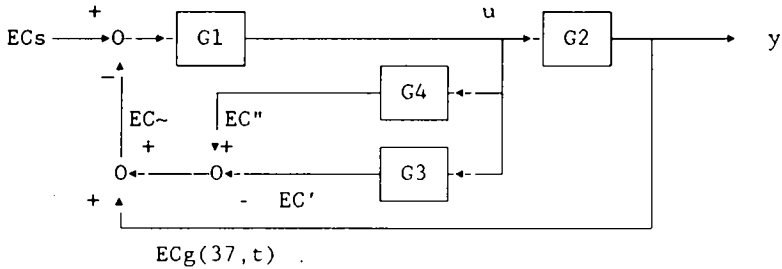 + u
ECs O G1 G2 y
-
G4
EC~ EC"
+ +
O O G3
+ - EC'
ECg(37,t) .